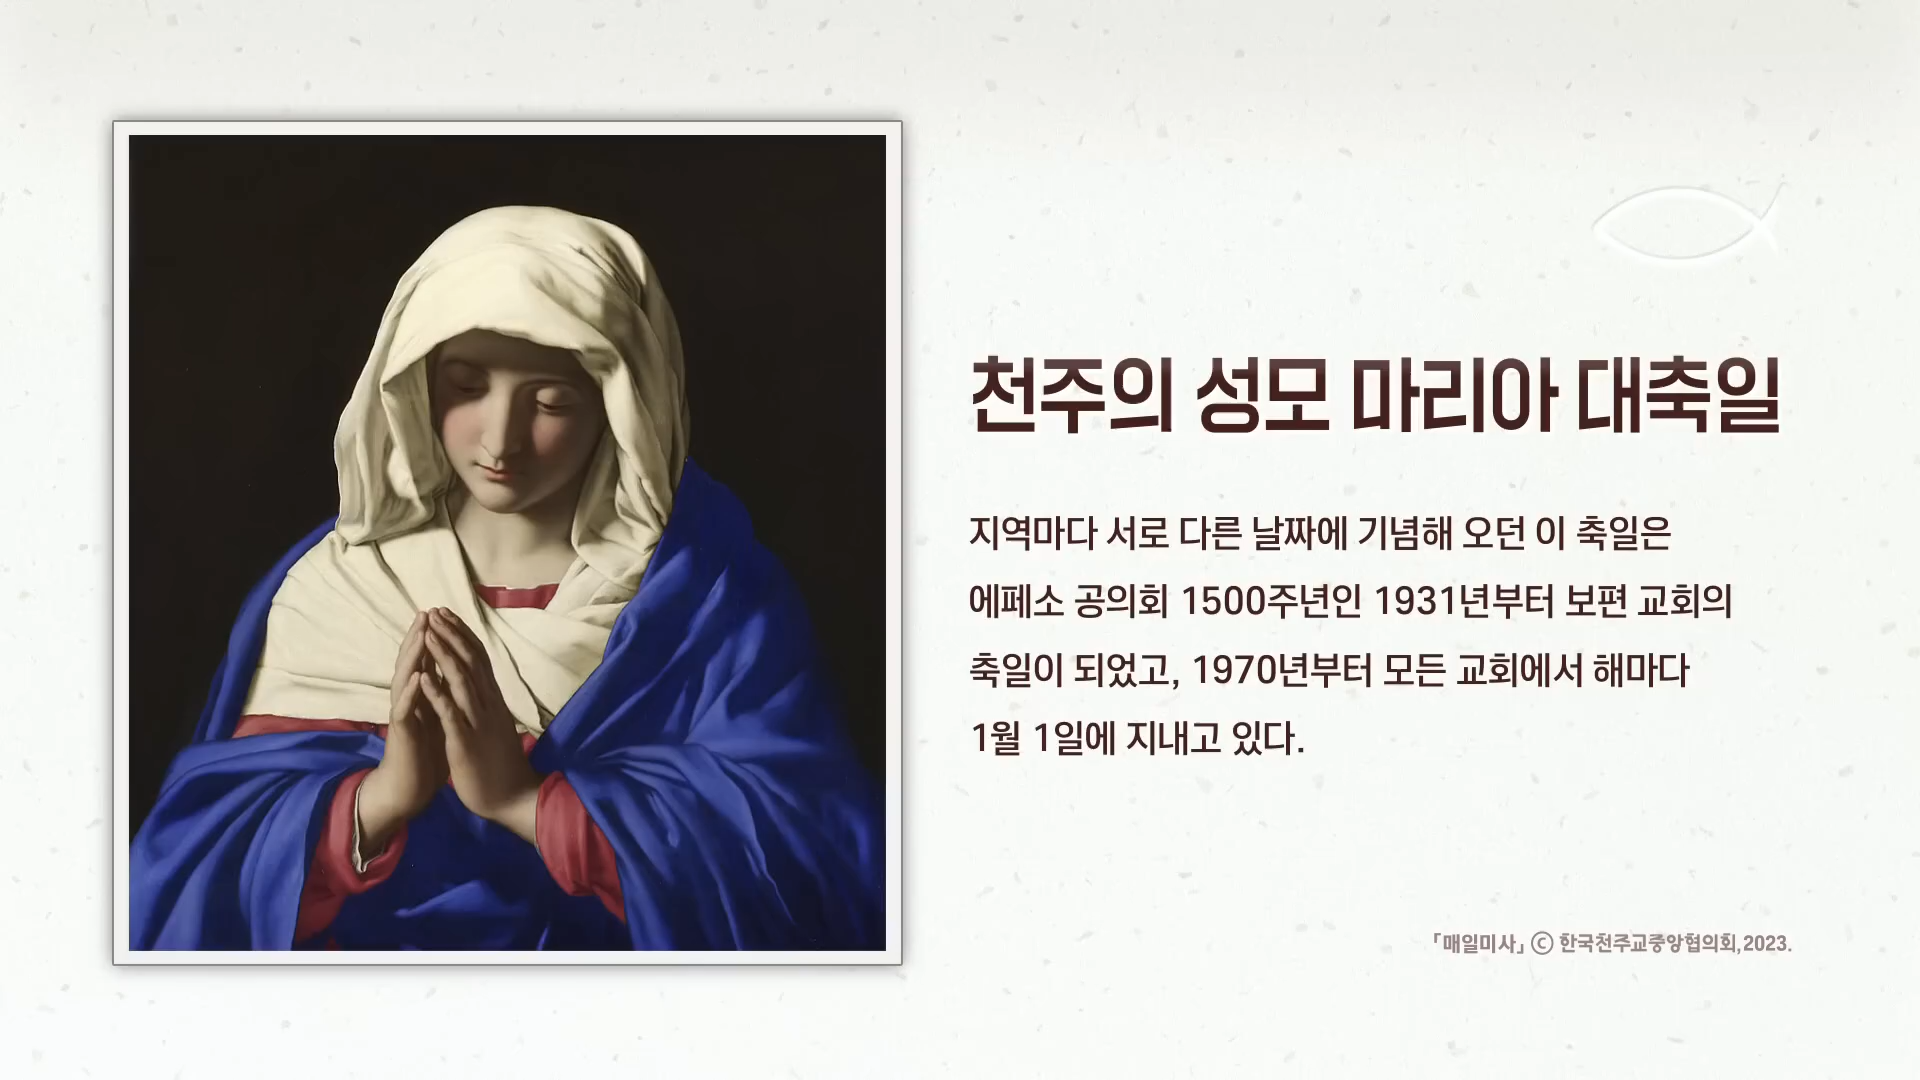 천주의 성모 마리아 대축일
지역마다 서로 다른 날짜에 기념해 오던 이 축일은
에페소 공의회 1500주년인 1931년부터 보편 교회의
축일이 되었고, 1970년부터 모든 교회에서 해마다
1월 1일에 지내고 있다.
「매일미사」 ⓒ 한국천주교중앙협의회,2023.